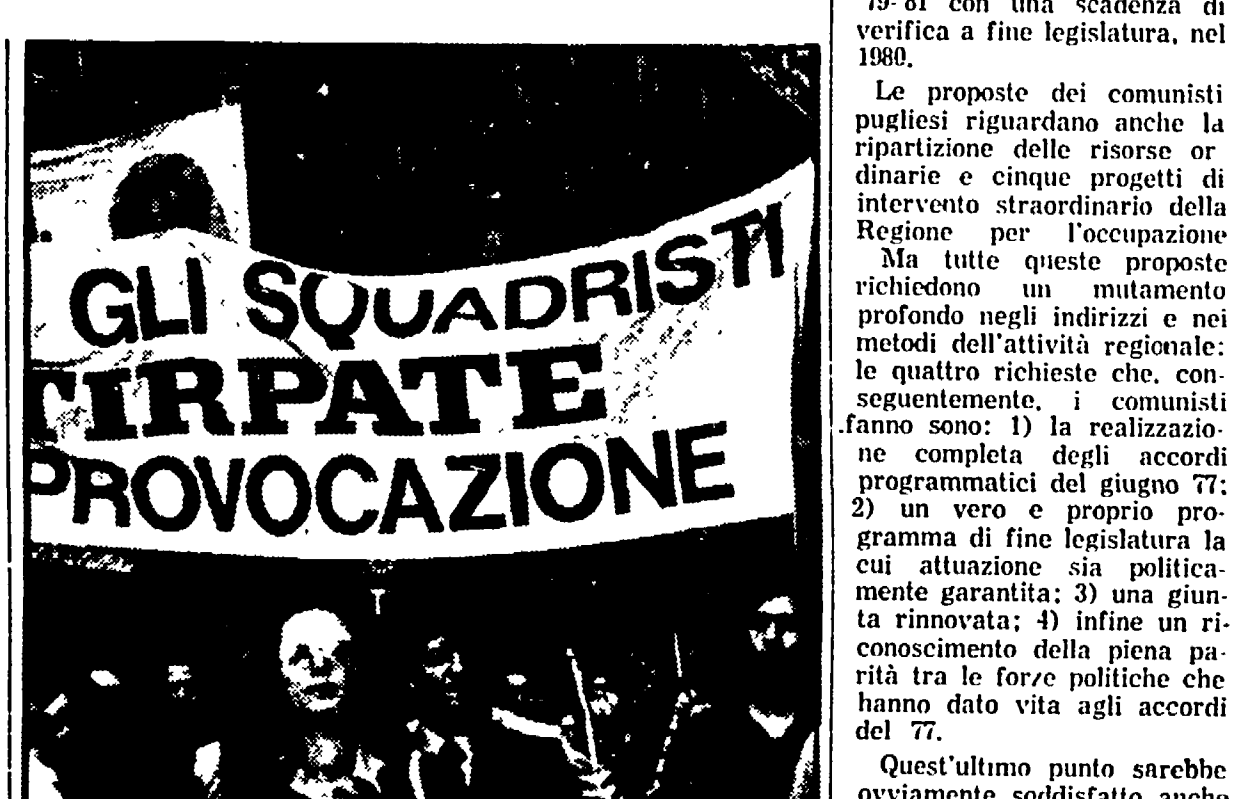 GLI SQUADRISTI
TIRPATE
PROVOCAZIONE
79-81 con una scadenza di
verifica a fine legislatura, nel
1980.
Le proposte dei comunisti
pugliesi riguardano anche la
ripartizione delle risorse or
dinarie e cinque progetti di
intervento straordinario della
Regione per l'occupazione
Ma tutte queste proposte
richiedono un mutamento
profondo negli indirizzi e nei
metodi dell'attività regionale:
le quattro richieste che, con-
seguentemente, i comunisti
fanno sono: 1) la realizzazio-
ne completa degli accordi
programmatici del giugno 77;
2) un vero e proprio pro-
gramma di fine legislatura la
cui attuazione sia politica-
mente garantita; 3) una giun-
ta rinnovata; 4) infine un ri-
conoscimento della piena pa-
rità tra le forze politiche che
hanno dato vita agli accordi
del 77.
Quest'ultimo punto sarebbe
ovviamente soddisfatto anche